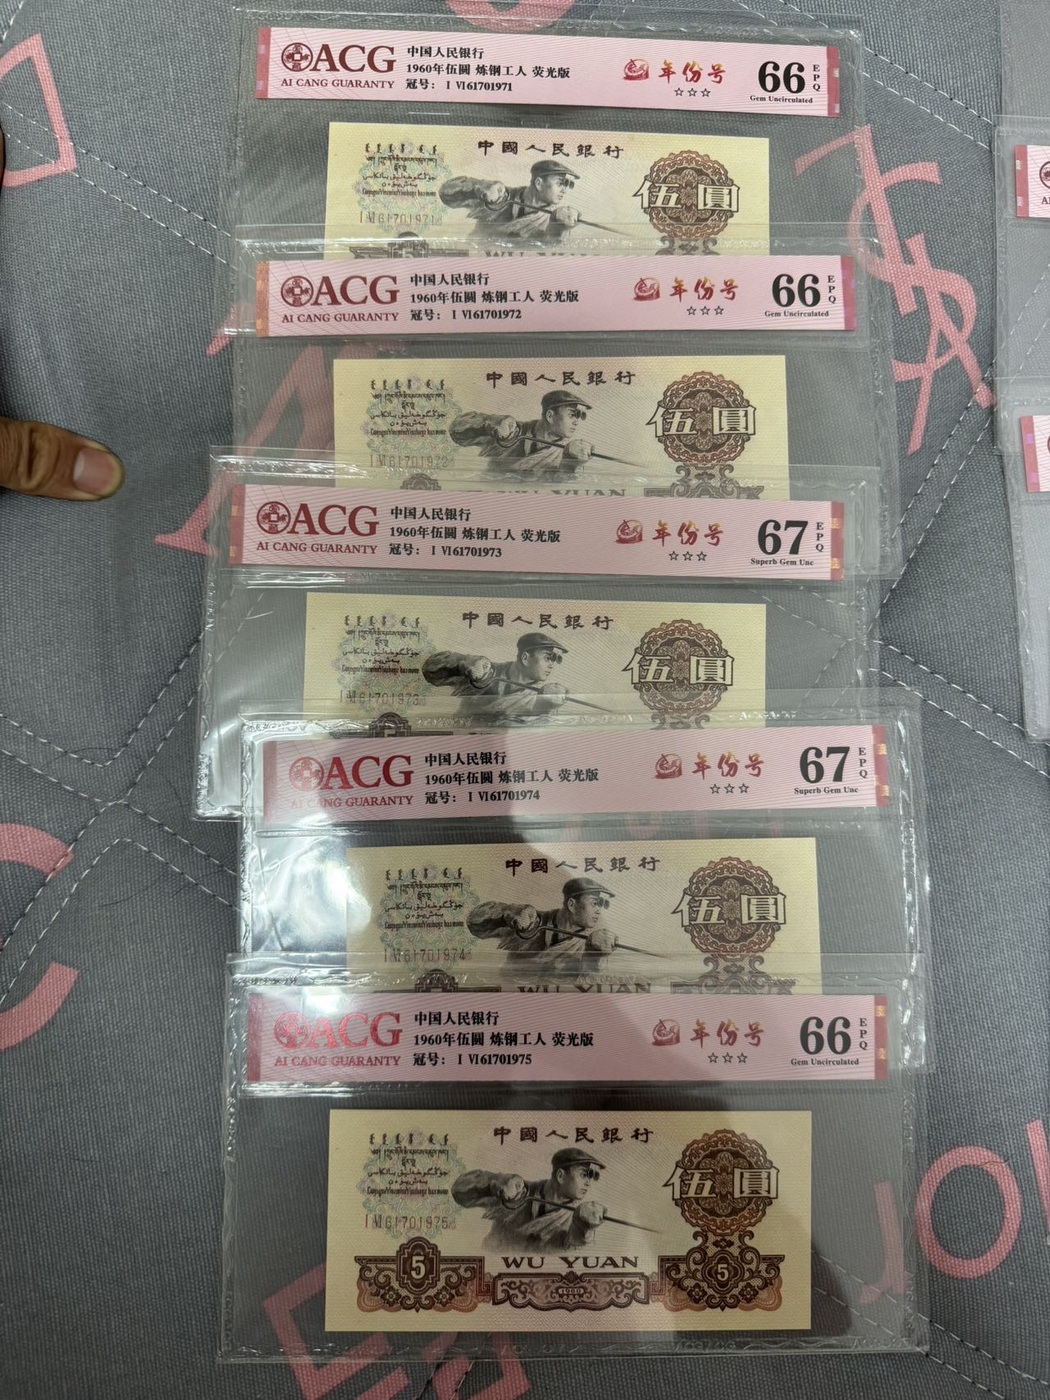 ACG
AI CANG GUARANTY
中国人民银行
1960年伍圆 炼钢工人 荧光版
冠号: I VI61701971
年份号
☆☆☆
66
EPQ
Gem Uncirculated
中國人民銀行
61701971
伍圓
WU YUAN
ACG
AI CANG GUARANTY
中国人民银行
1960年伍圆 炼钢工人 荧光版
冠号: I VI61701972
年份号
☆☆☆
66
EPQ
Gem Uncirculated
中國人民銀行
61701972
伍圓
WU YUAN
ACG
AI CANG GUARANTY
中国人民银行
1960年伍圆 炼钢工人 荧光版
冠号: I VI61701973
年份号
☆☆☆
67
EPQ
Superb Gem Unc
中國人民銀行
61701973
伍圓
ACG
AI CANG GUARANTY
中国人民银行
1960年伍圆 炼钢工人 荧光版
冠号: I VI61701974
年份号
☆☆☆
67
EPQ
Superb Gem Unc
中國人民銀行
61701974
伍圓
WU YUAN
ACG
AI CANG GUARANTY
中国人民银行
1960年伍圆 炼钢工人 荧光版
冠号: I VI61701975
年份号
☆☆☆
66
EPQ
Gem Uncirculated
中國人民銀行
61701975
伍圓
WU YUAN
5
5
1960